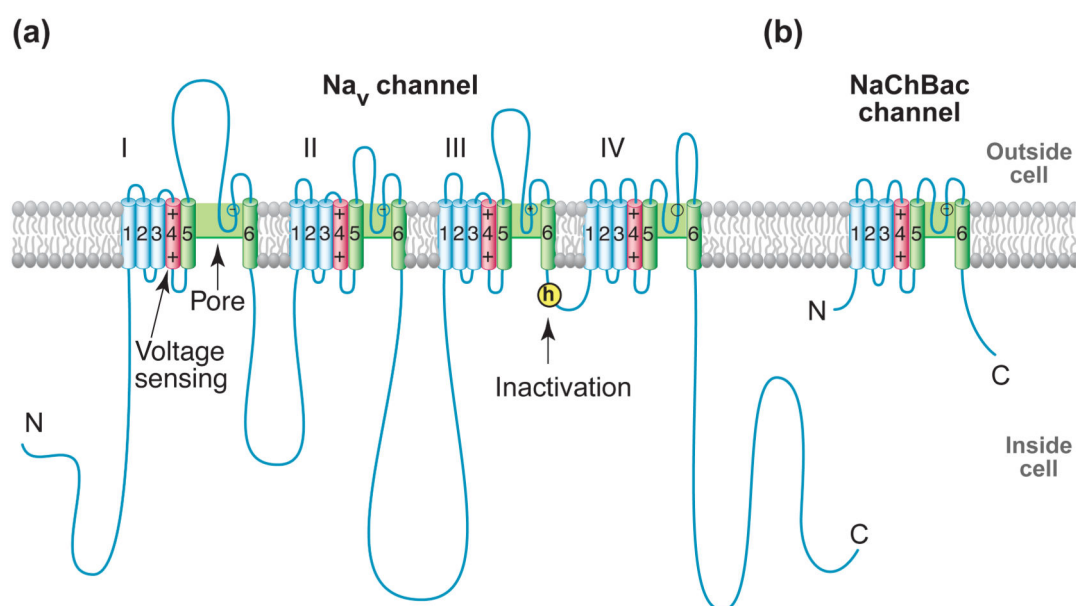 (a)
(b)
Nav channel
NaChBac
channel
I
II
III
IV
Outside
cell
1 2 3 + 4 + 5 − 6
1 2 3 + 4 + 5 − 6
1 2 3 + 4 + 5 + 6
1 2 3 + 4 + 5 6
1 2 3 + 4 + 5 − 6
h
N
Pore
Voltage
sensing
Inactivation
C
N
Inside
cell
C